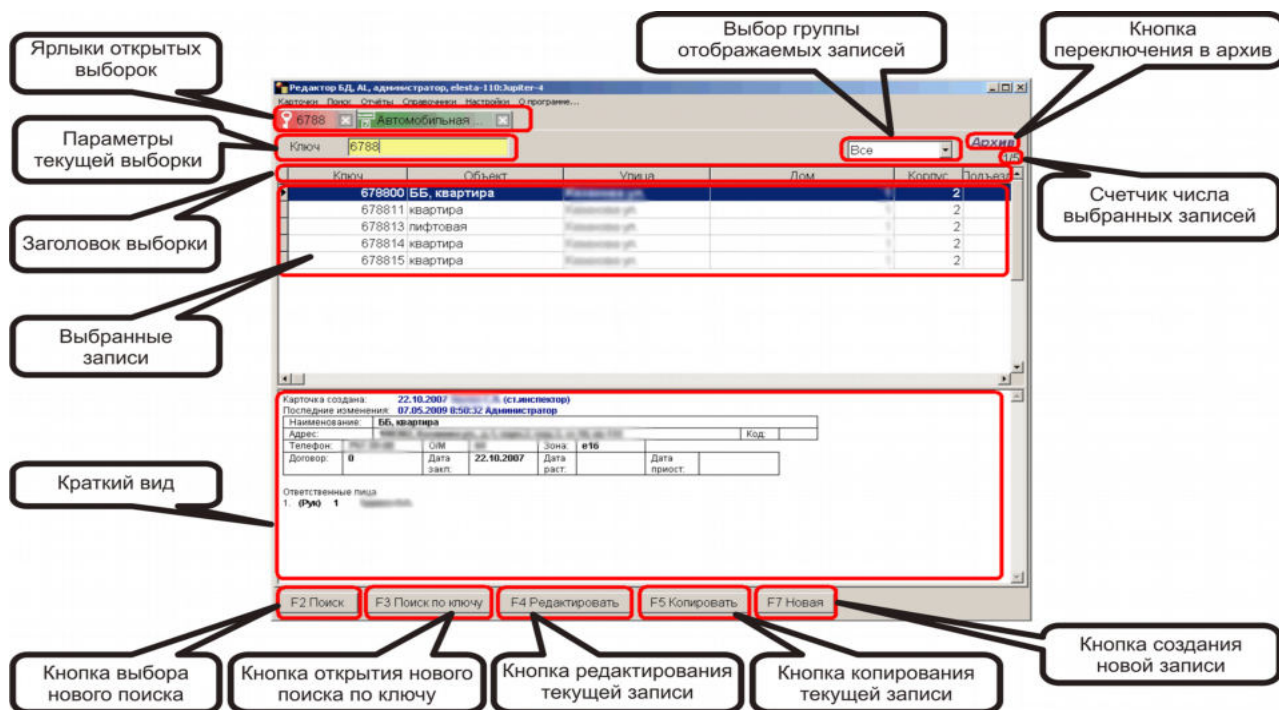 Ярлыки открытых
выборок
Выбор группы
отображаемых записей
Кнопка
переключения в архив
Параметры
текущей выборки
Редактор БД, AL, администратор, elesta-110:Jupiter-4
Карточки Поиск Отчёты Справочники Настройки О программе...
6788 Автомобильная ...
Ключ 6788 Все Архив
1/5
Ключ Объект Улица Дом Корпус Подъезд
678800 ББ, квартира 2
678811 квартира 2
678813 лифтовая 2
678814 квартира 2
678815 квартира 2
Счетчик числа
выбранных записей
Заголовок выборки
Выбранные
записи
Карточка создана: 22.10.2007 (ст.инспектор)
Последние изменения: 07.05.2009 8:50:32 Администратор
Наименование: ББ, квартира
Адрес: Код:
Телефон: О/М Зона: е16
Договор: 0 Дата закл: 22.10.2007 Дата раст: Дата приост:
Ответственные лица
1. (Рук) 1
Краткий вид
F2 Поиск F3 Поиск по ключу F4 Редактировать F5 Копировать F7 Новая
Кнопка выбора
нового поиска
Кнопка открытия нового
поиска по ключу
Кнопка редактирования
текущей записи
Кнопка копирования
текущей записи
Кнопка создания
новой записи